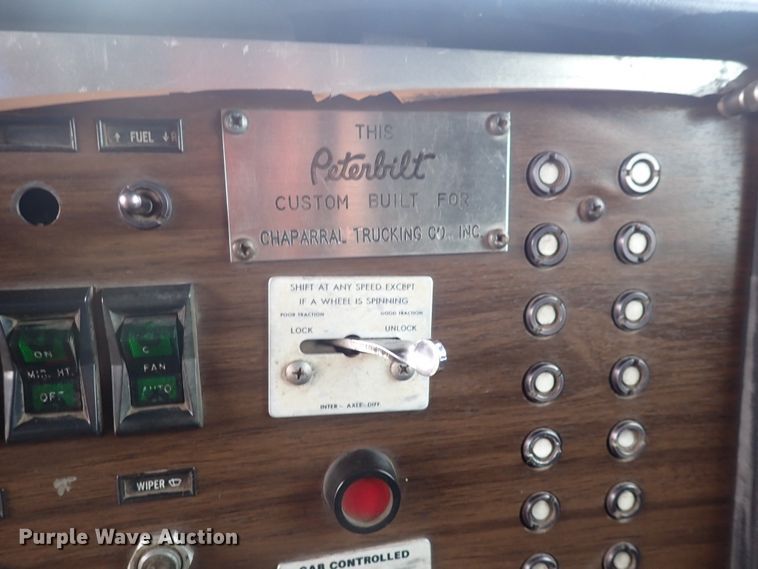 ↑ FUEL ↓R
THIS
Peterbilt
CUSTOM BUILT FOR
CHAPARRAL TRUCKING CO., INC.
SHIFT AT ANY SPEED EXCEPT
IF A WHEEL IS SPINNING
POOR TRACTION GOOD TRACTION
LOCK UNLOCK
INTER - AXLE - DIFF.
ON
MIR. HT.
OFF
C
FAN
AUTO
WIPER
CAB CONTROLLED
Purple Wave Auction